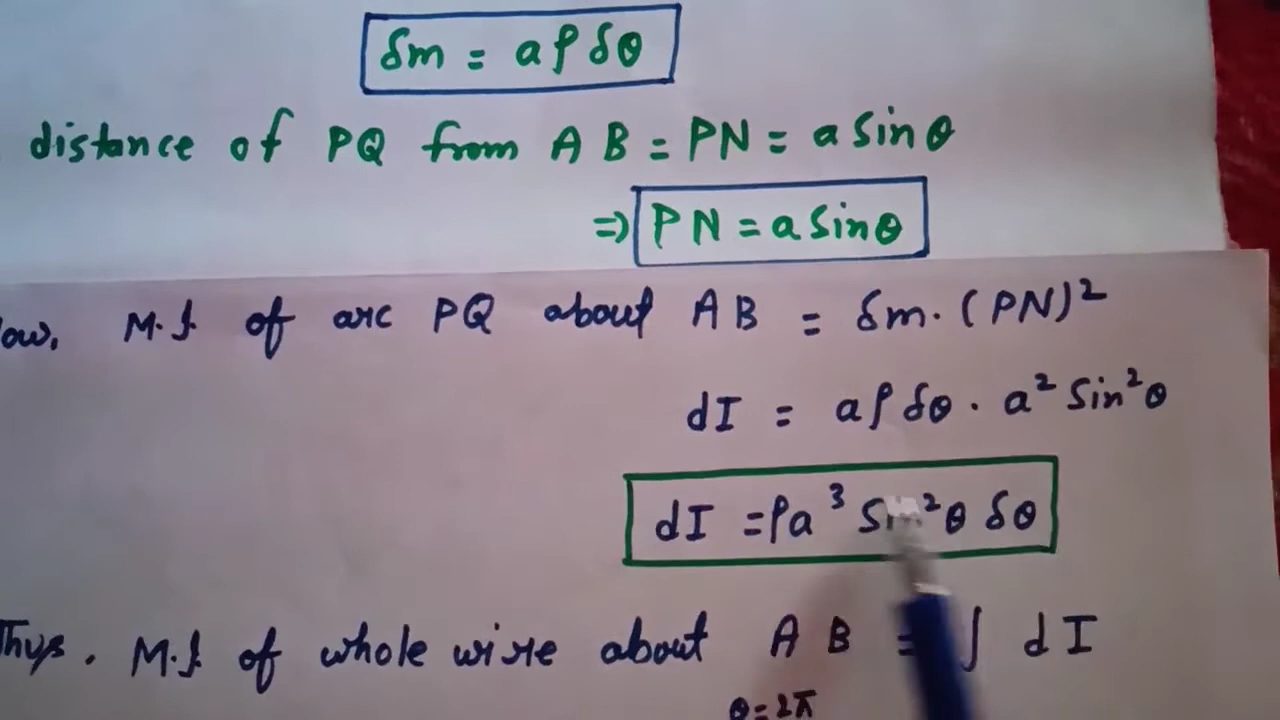 δm = aρδθ
distance of PQ from AB = PN = a Sinθ
⇒ PN = a Sinθ
M.I. of arc PQ about AB = δm. (PN)²
dI = aρδθ . a² Sin²θ
dI = ρa³ Sin²θ δθ
Thus, M.I. of whole wire about AB = ∫ dI
θ=2π